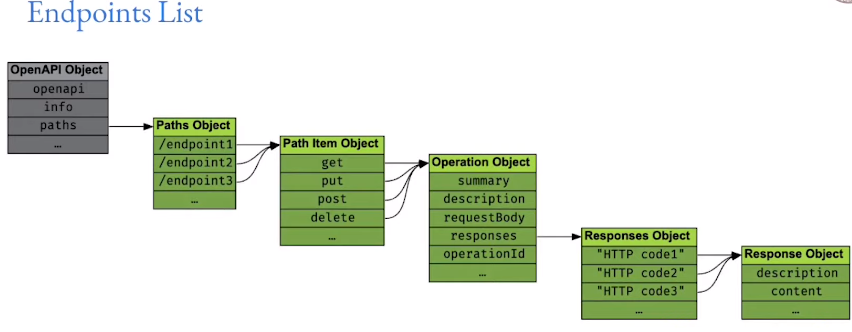 Endpoints List
OpenAPI Object
openapi
info
paths
…
Paths Object
/endpoint1
/endpoint2
/endpoint3
…
Path Item Object
get
put
post
delete
…
Operation Object
summary
description
requestBody
responses
operationId
…
Responses Object
"HTTP code1"
"HTTP code2"
"HTTP code3"
…
Response Object
description
content
…